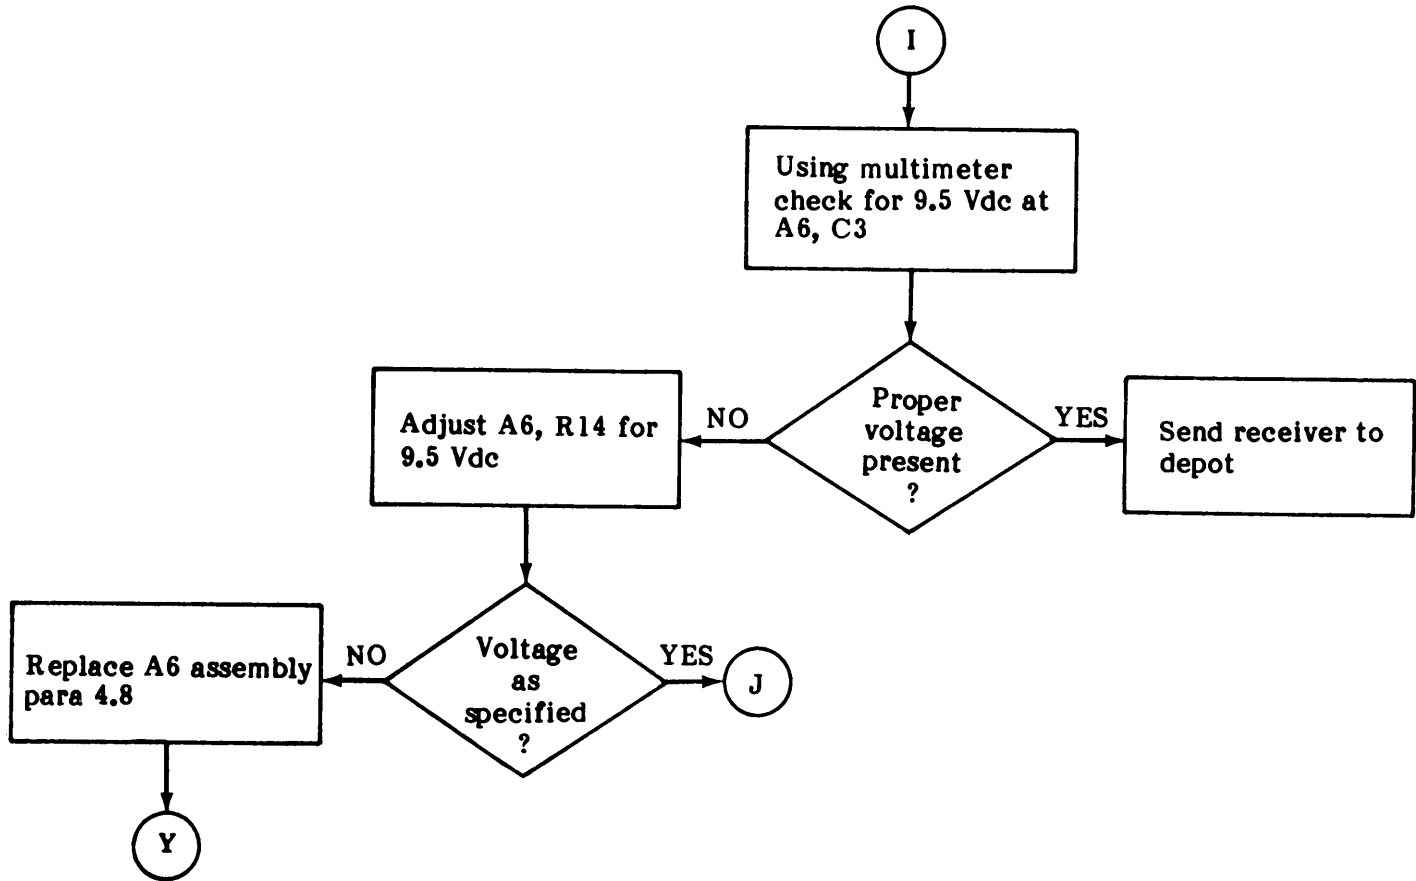 I
Using multimeter
check for 9.5 Vdc at
A6, C3
Proper
voltage
present
?
NO
YES
Adjust A6, R14 for
9.5 Vdc
Send receiver to
depot
Voltage
as
specified
?
NO
YES
Replace A6 assembly
para 4.8
J
Y